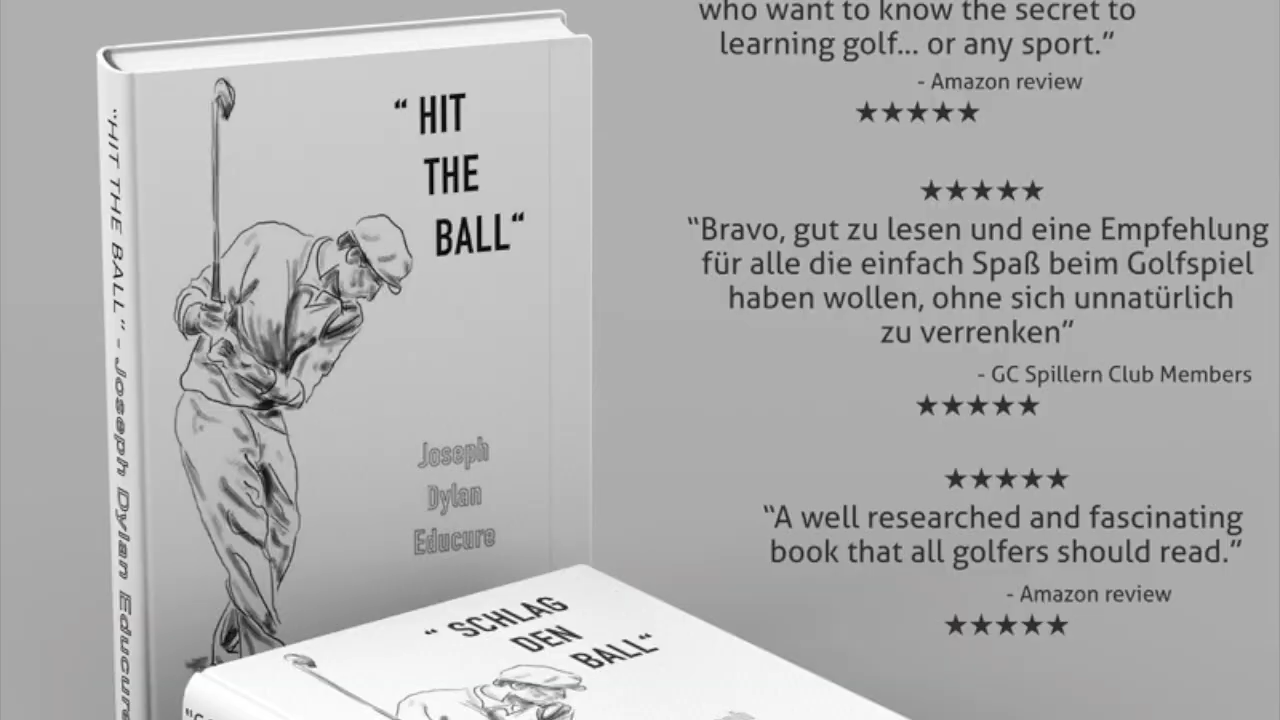 "HIT THE BALL" - Joseph Dylan Educure
“ HIT
THE
BALL“
Joseph
Dylan
Educure
“ SCHLAG
DEN
BALL“
who want to know the secret to
learning golf... or any sport.”
- Amazon review
★★★★★
★★★★★
“Bravo, gut zu lesen und eine Empfehlung
für alle die einfach Spaß beim Golfspiel
haben wollen, ohne sich unnatürlich
zu verrenken”
- GC Spillern Club Members
★★★★★
★★★★★
“A well researched and fascinating
book that all golfers should read.”
- Amazon review
★★★★★